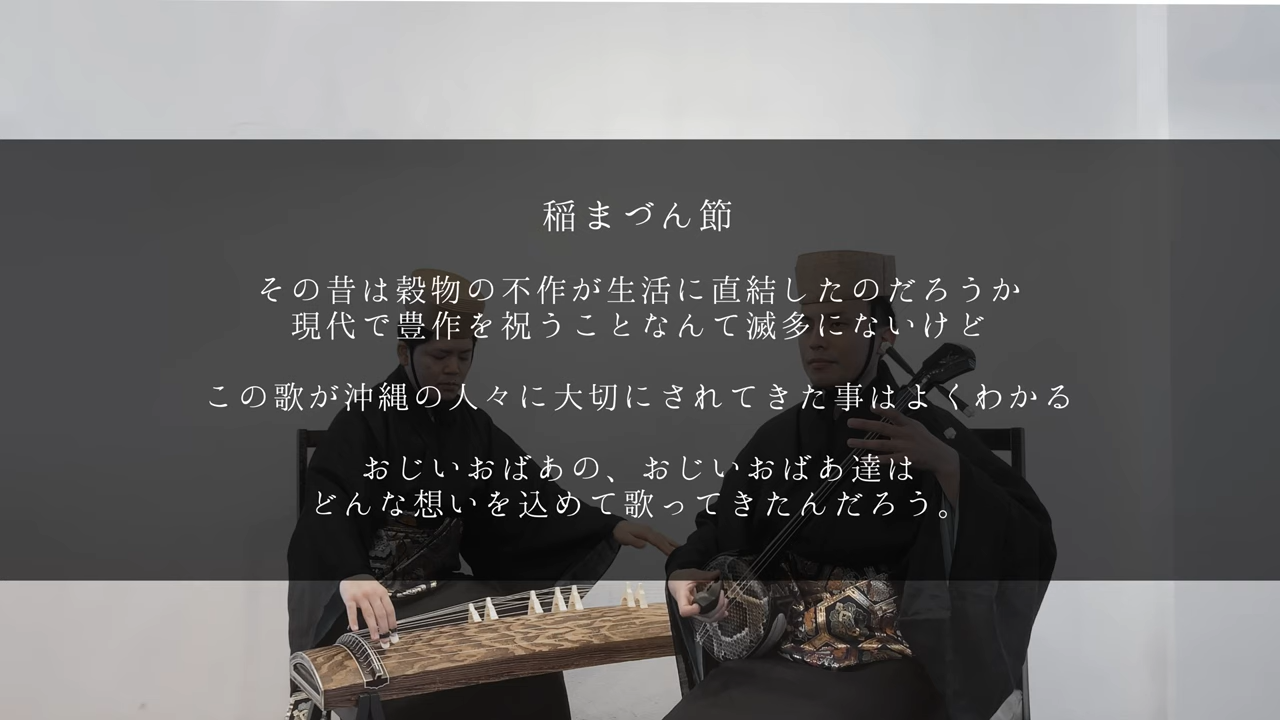 稲まづん節
その昔は穀物の不作が生活に直結したのだろうか
現代で豊作を祝うことなんて滅多にないけど
この歌が沖縄の人々に大切にされてきた事はよくわかる
おじいおばあの、おじいおばあ達は
どんな想いを込めて歌ってきたんだろう。